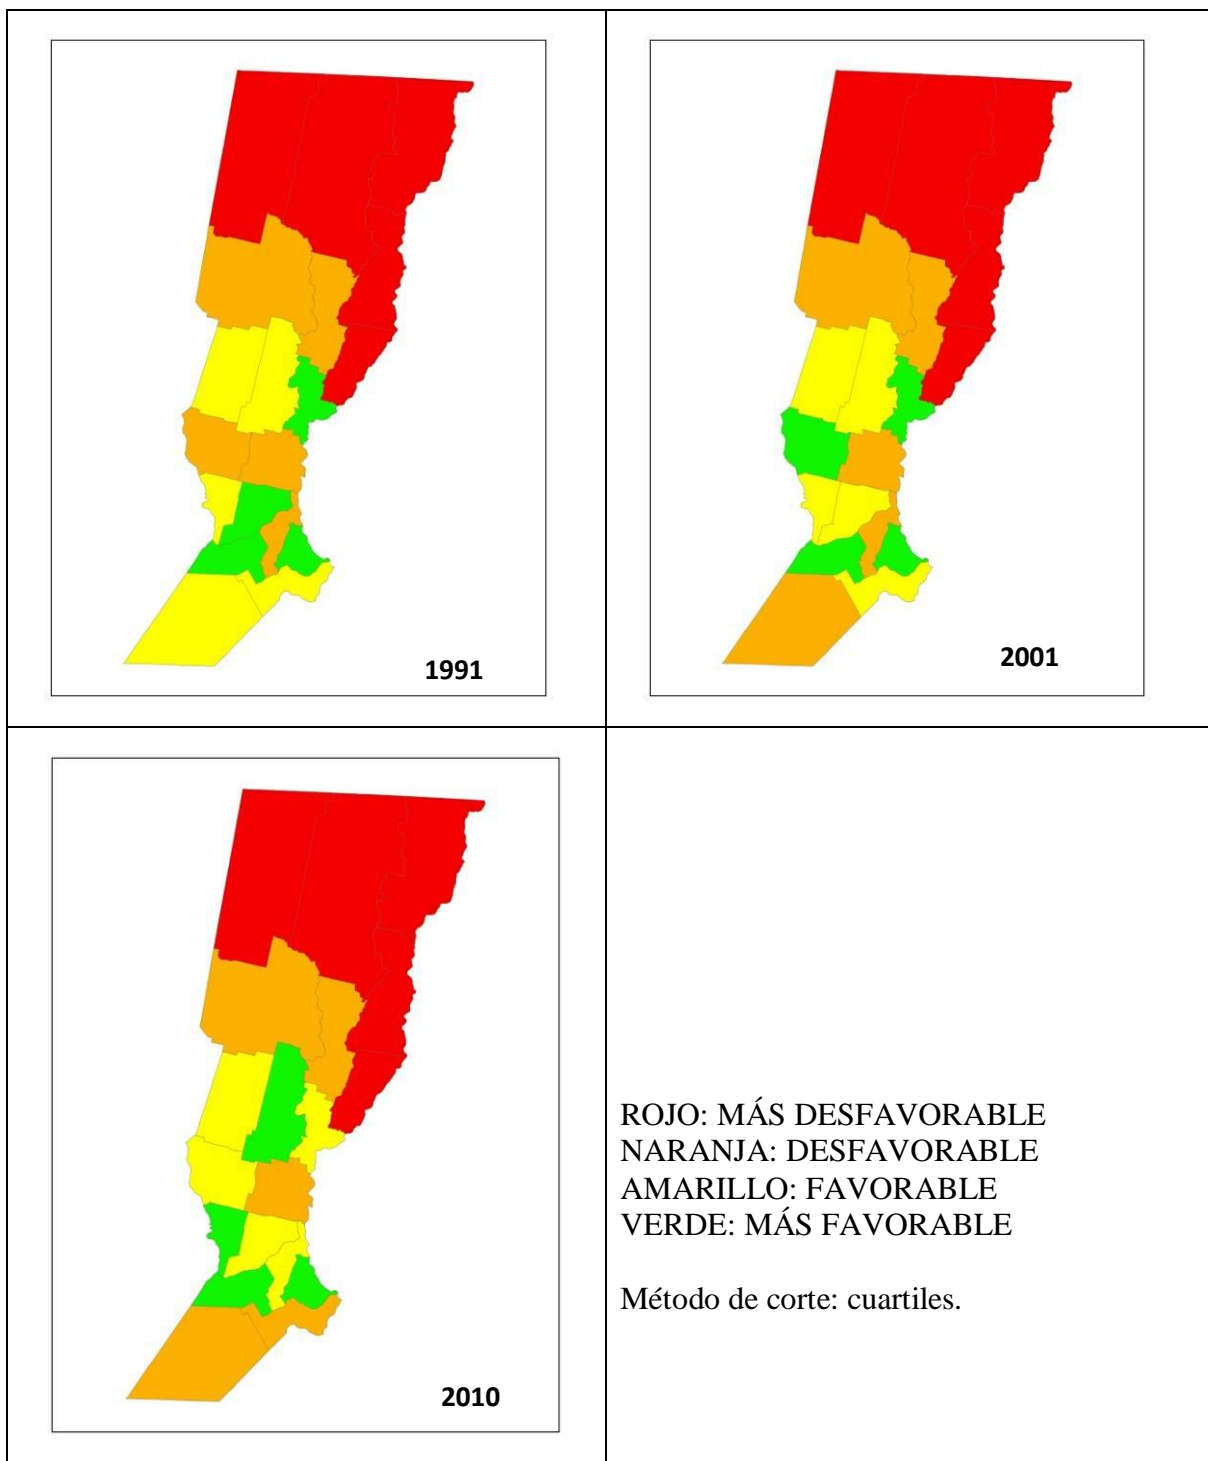 1991
2001
2010
ROJO: MÁS DESFAVORABLE
NARANJA: DESFAVORABLE
AMARILLO: FAVORABLE
VERDE: MÁS FAVORABLE
Método de corte: cuartiles.